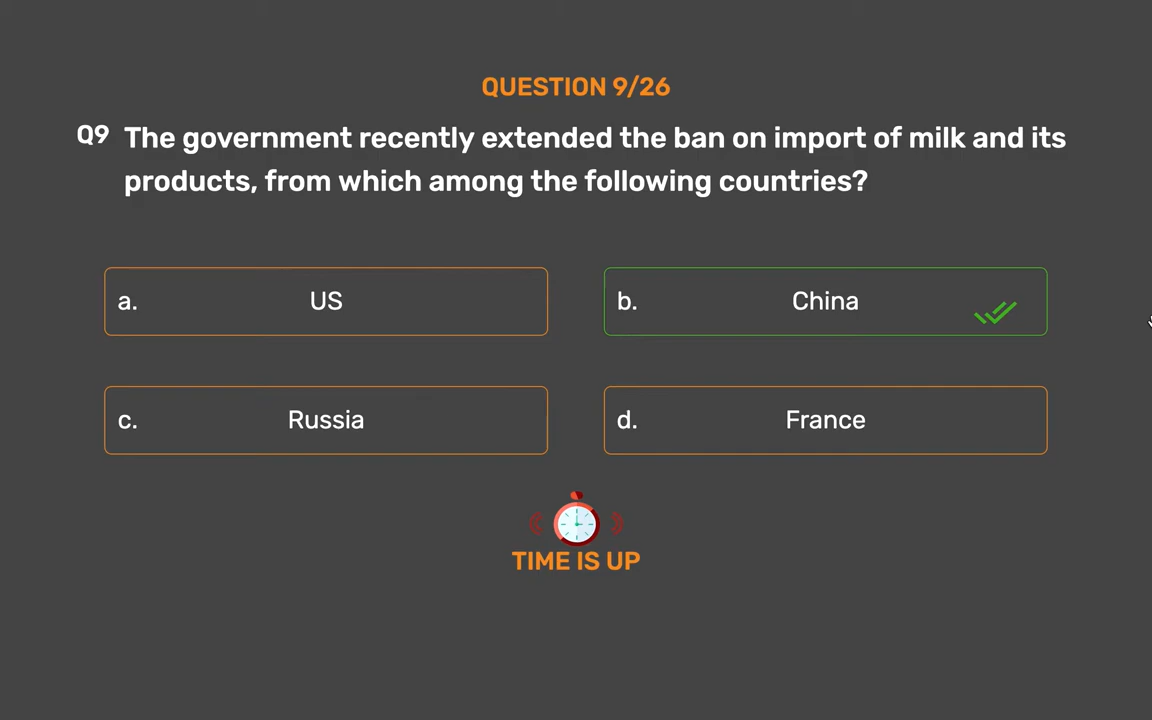 QUESTION 9/26
Q9 The government recently extended the ban on import of milk and its
products, from which among the following countries?
a. US
b. China
c. Russia
d. France
TIME IS UP